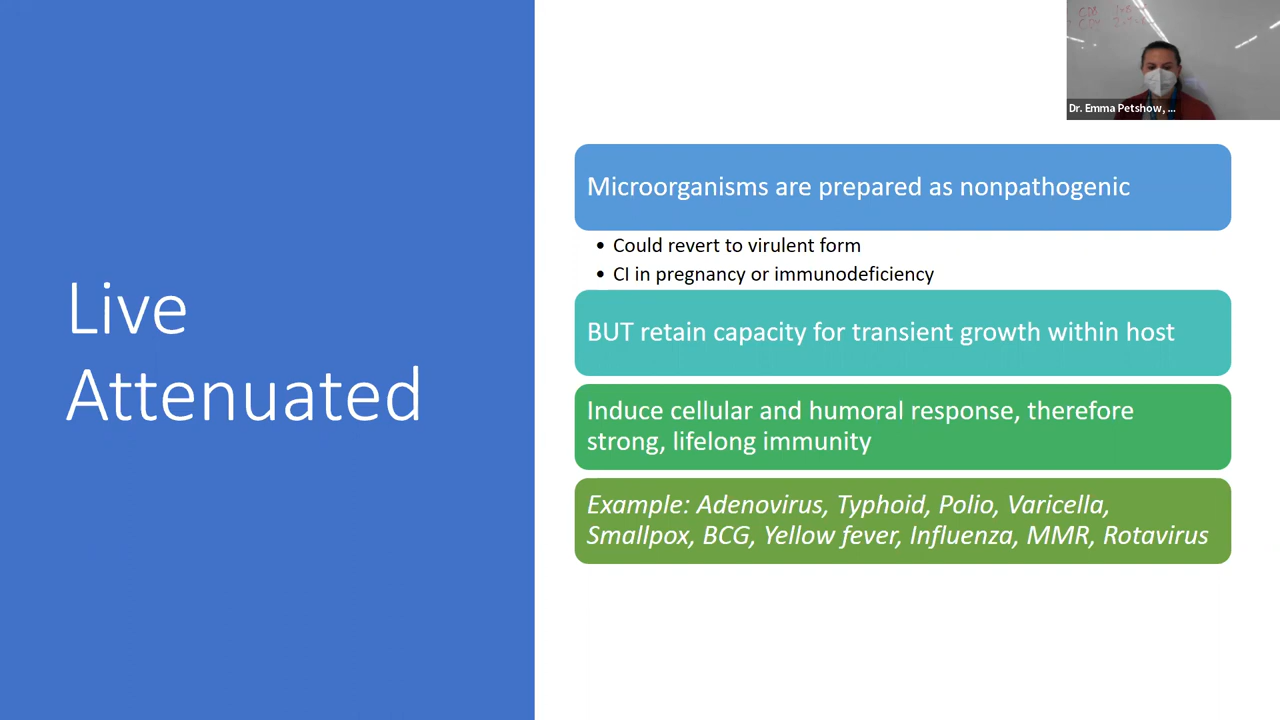 Dr. Emma Petshow, ...
Live
Attenuated
Microorganisms are prepared as nonpathogenic
• Could revert to virulent form
• CI in pregnancy or immunodeficiency
BUT retain capacity for transient growth within host
Induce cellular and humoral response, therefore
strong, lifelong immunity
Example: Adenovirus, Typhoid, Polio, Varicella,
Smallpox, BCG, Yellow fever, Influenza, MMR, Rotavirus